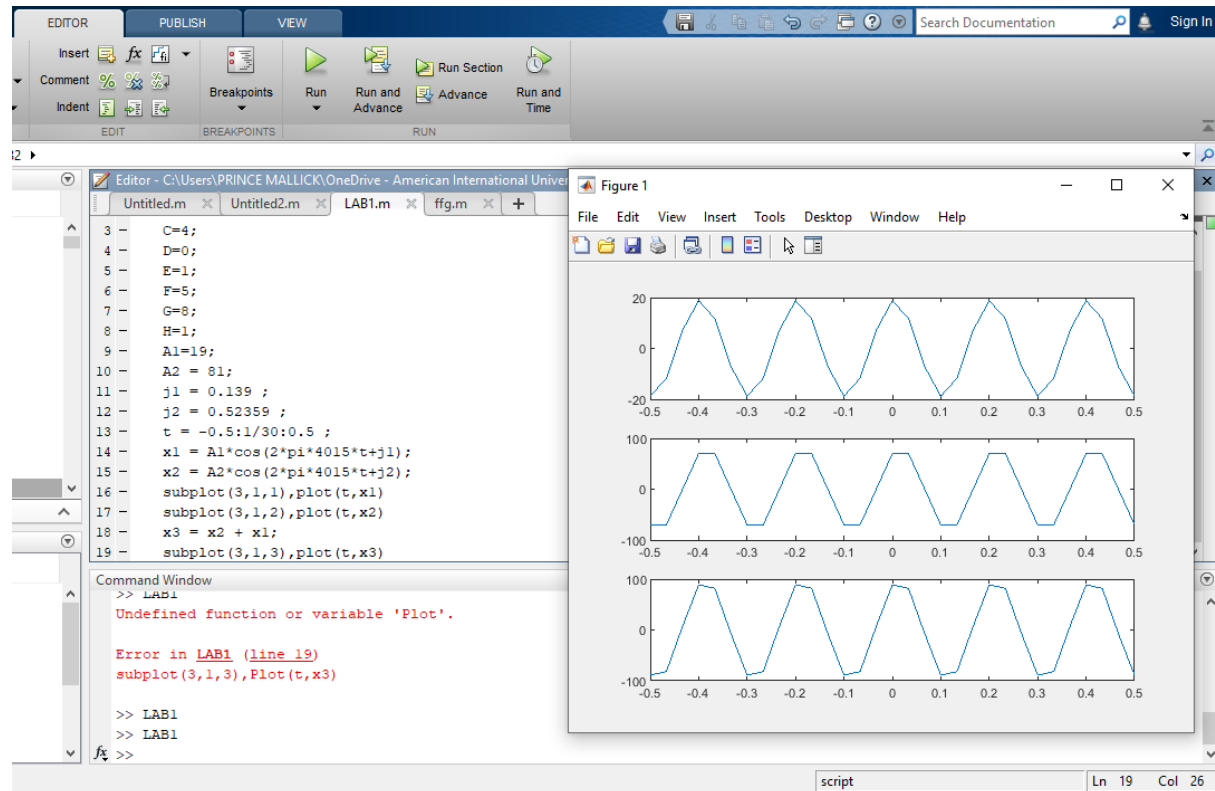 EDITOR PUBLISH VIEW
Search Documentation
Sign In
Insert fx
Comment
Indent
Breakpoints
Run
Run and Advance
Run Section
Advance
Run and Time
EDIT
BREAKPOINTS
RUN
Editor - C:\Users\PRINCE MALLICK\OneDrive - American International Univer
Untitled.m Untitled2.m LAB1.m ffg.m
3 - C=4;
4 - D=0;
5 - E=1;
6 - F=5;
7 - G=8;
8 - H=1;
9 - A1=19;
10 - A2 = 81;
11 - j1 = 0.139 ;
12 - j2 = 0.52359 ;
13 - t = -0.5:1/30:0.5 ;
14 - x1 = A1*cos(2*pi*4015*t+j1);
15 - x2 = A2*cos(2*pi*4015*t+j2);
16 - subplot(3,1,1),plot(t,x1)
17 - subplot(3,1,2),plot(t,x2)
18 - x3 = x2 + x1;
19 - subplot(3,1,3),plot(t,x3)
Command Window
>> LAB1
Undefined function or variable 'Plot'.
Error in LAB1 (line 19)
subplot(3,1,3),Plot(t,x3)
>> LAB1
>> LAB1
fx >>
Figure 1
File Edit View Insert Tools Desktop Window Help
20
0
-20
-0.5 -0.4 -0.3 -0.2 -0.1 0 0.1 0.2 0.3 0.4 0.5
100
0
-100
-0.5 -0.4 -0.3 -0.2 -0.1 0 0.1 0.2 0.3 0.4 0.5
100
0
-100
-0.5 -0.4 -0.3 -0.2 -0.1 0 0.1 0.2 0.3 0.4 0.5
script
Ln 19 Col 26